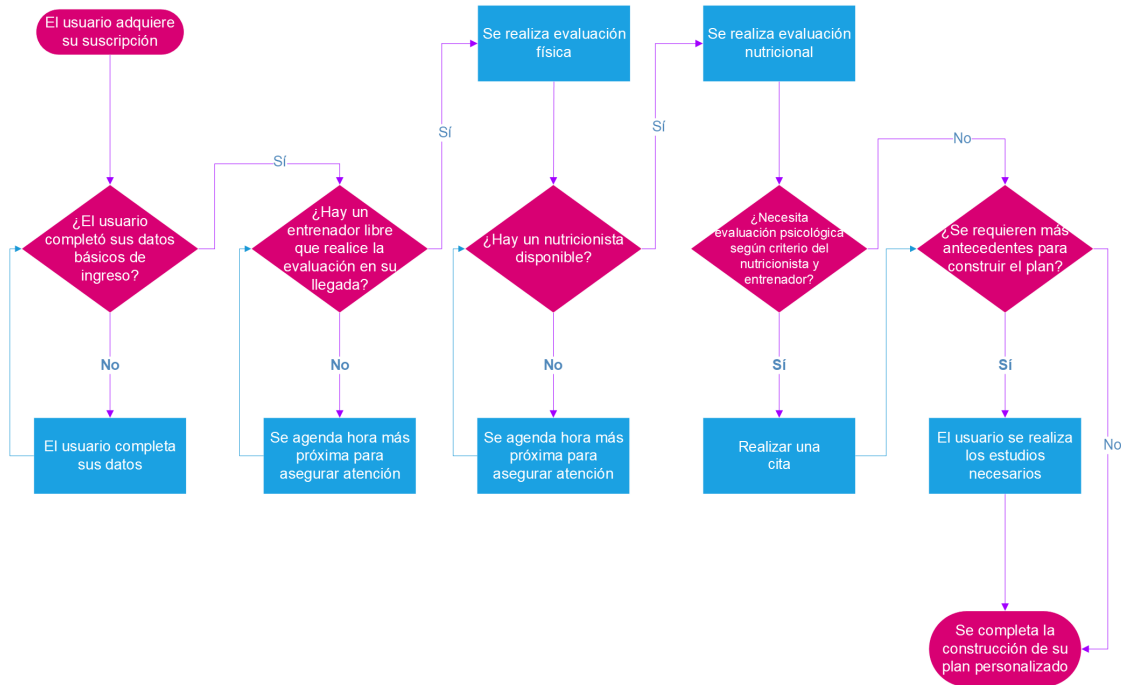 El usuario adquiere
su suscripción
Se realiza evaluación
física
Se realiza evaluación
nutricional
Sí
Sí
Sí
No
¿El usuario
completó sus datos
básicos de
ingreso?
¿Hay un
entrenador libre
que realice la
evaluación en su
llegada?
¿Hay un nutricionista
disponible?
¿Necesita
evaluación psicológica
según criterio del
nutricionista y
entrenador?
¿Se requieren más
antecedentes para
construir el plan?
No
No
No
Sí
Sí
No
El usuario completa
sus datos
Se agenda hora más
próxima para
asegurar atención
Se agenda hora más
próxima para
asegurar atención
Realizar una
cita
El usuario se realiza
los estudios
necesarios
Se completa la
construcción de su
plan personalizado